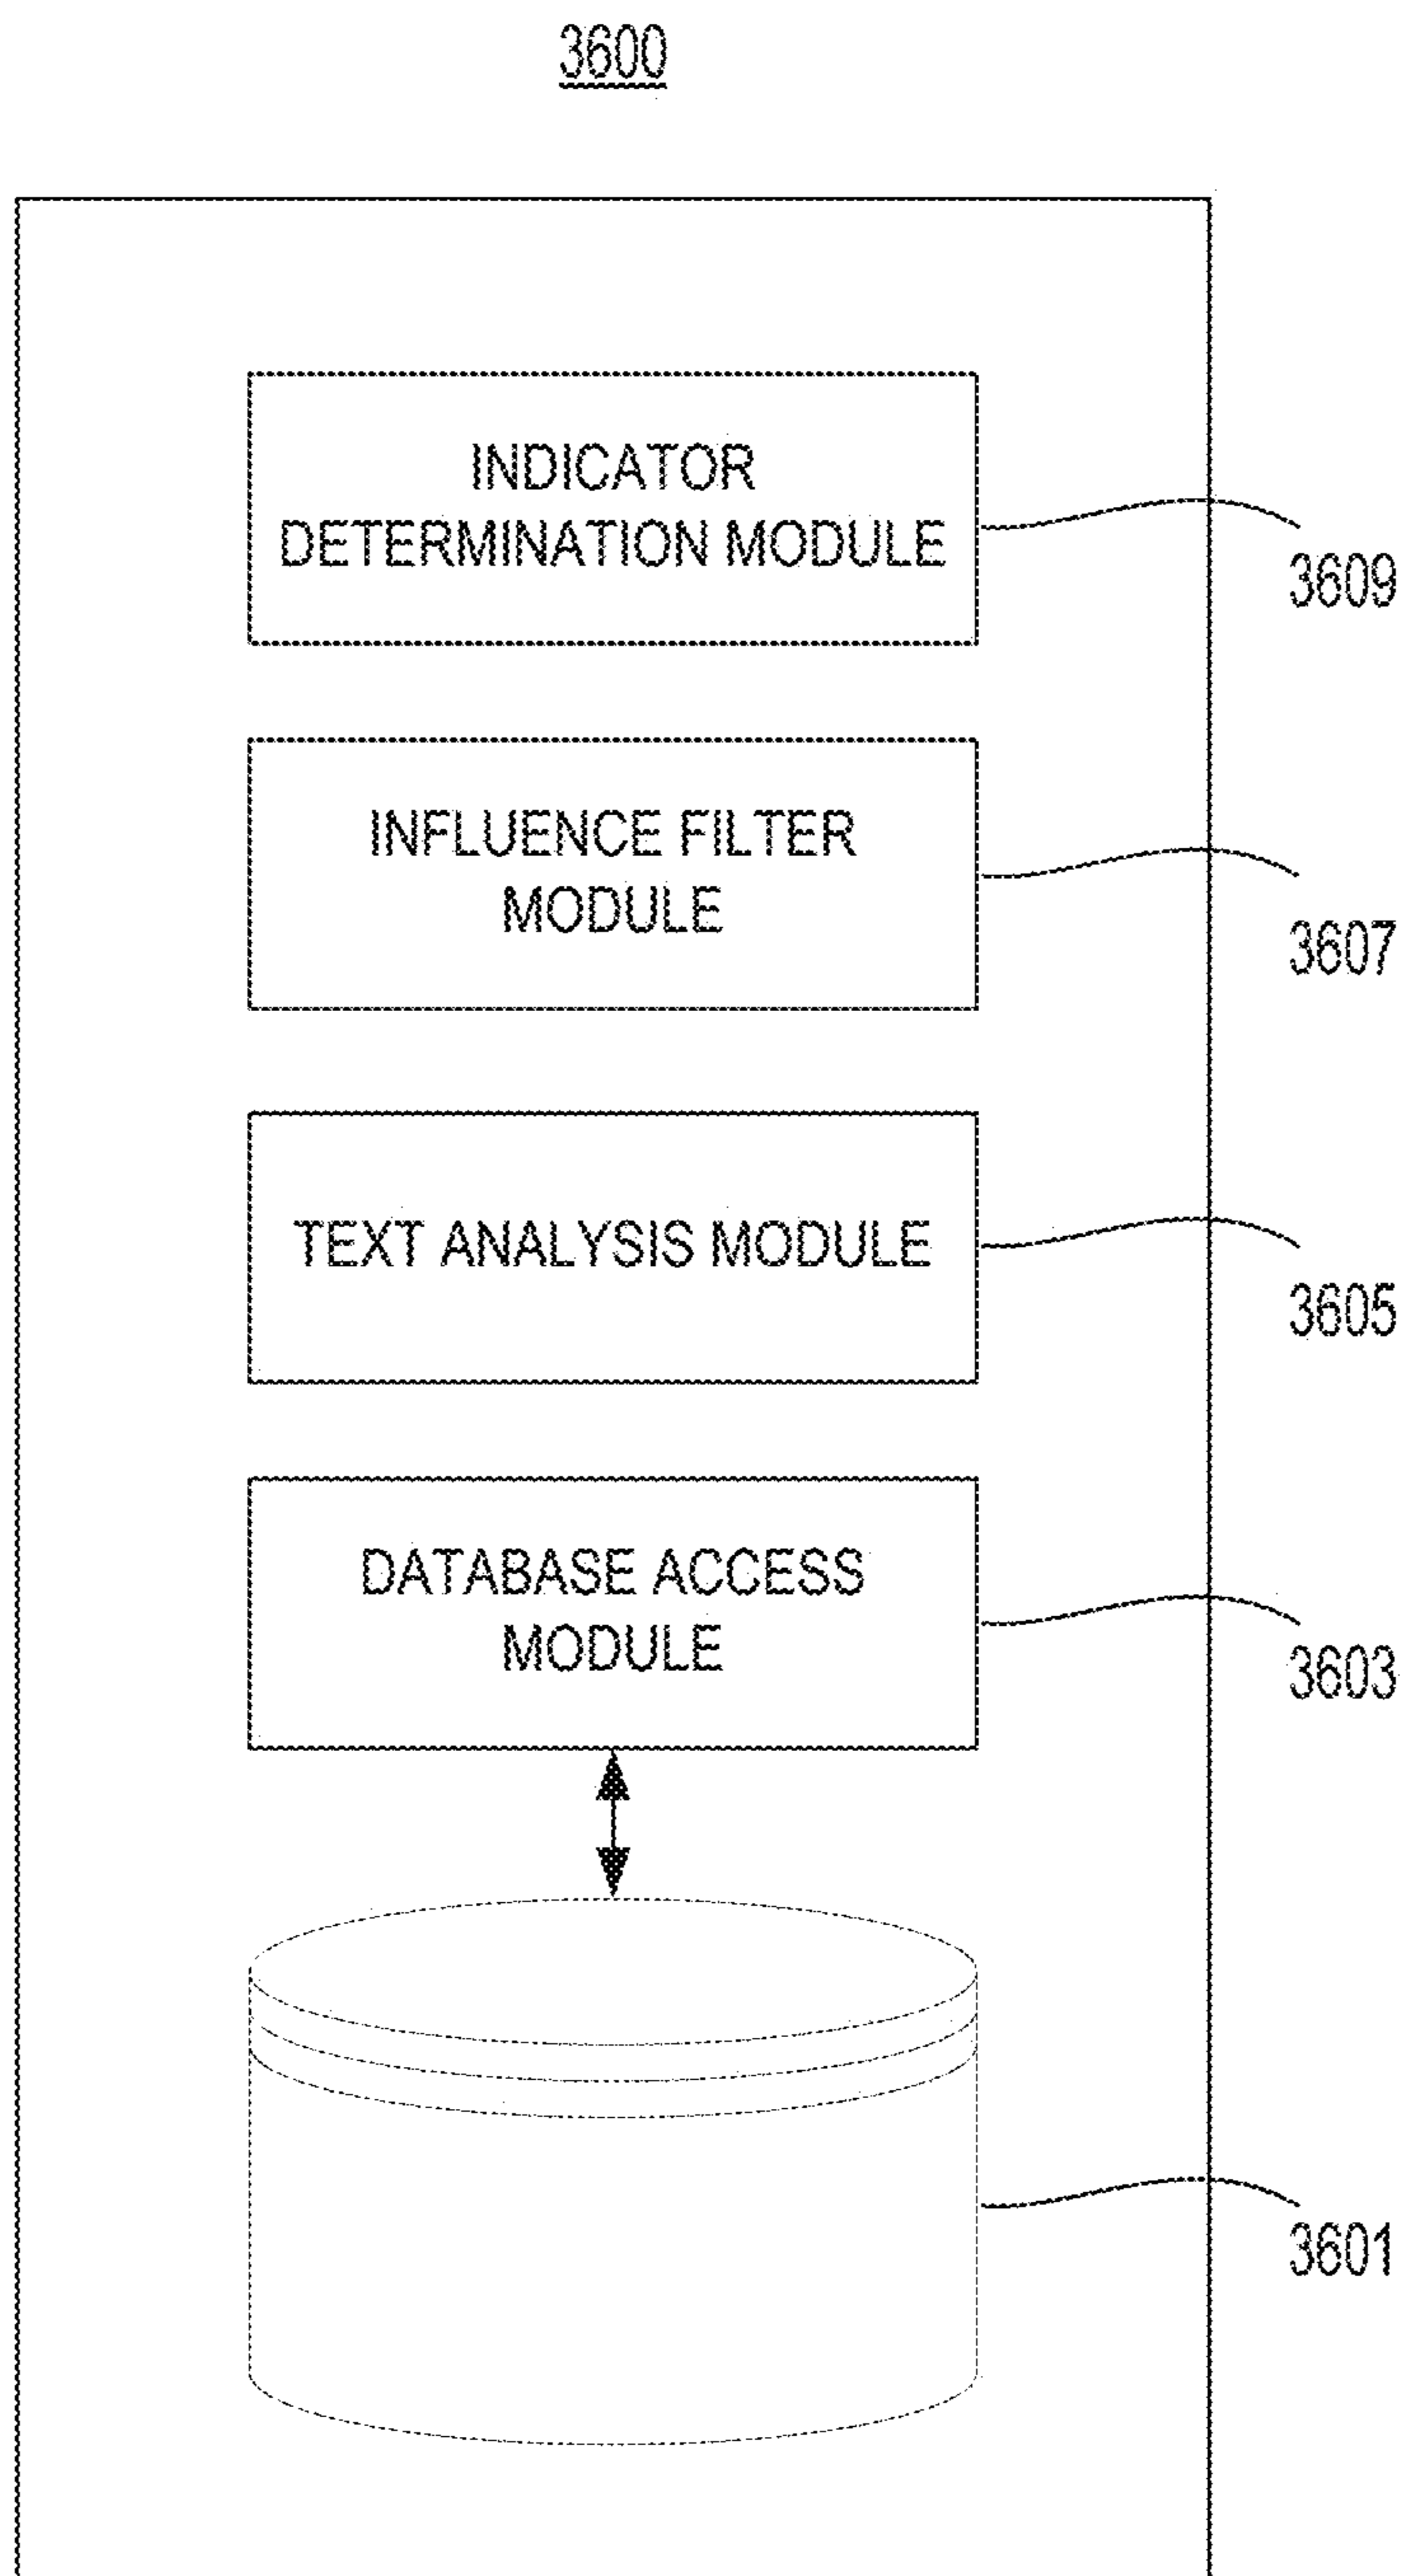 3600
INDICATOR
DETERMINATION MODULE
3609
INFLUENCE FILTER
MODULE
3607
TEXT ANALYSIS MODULE
3605
DATABASE ACCESS
MODULE
3603
3601